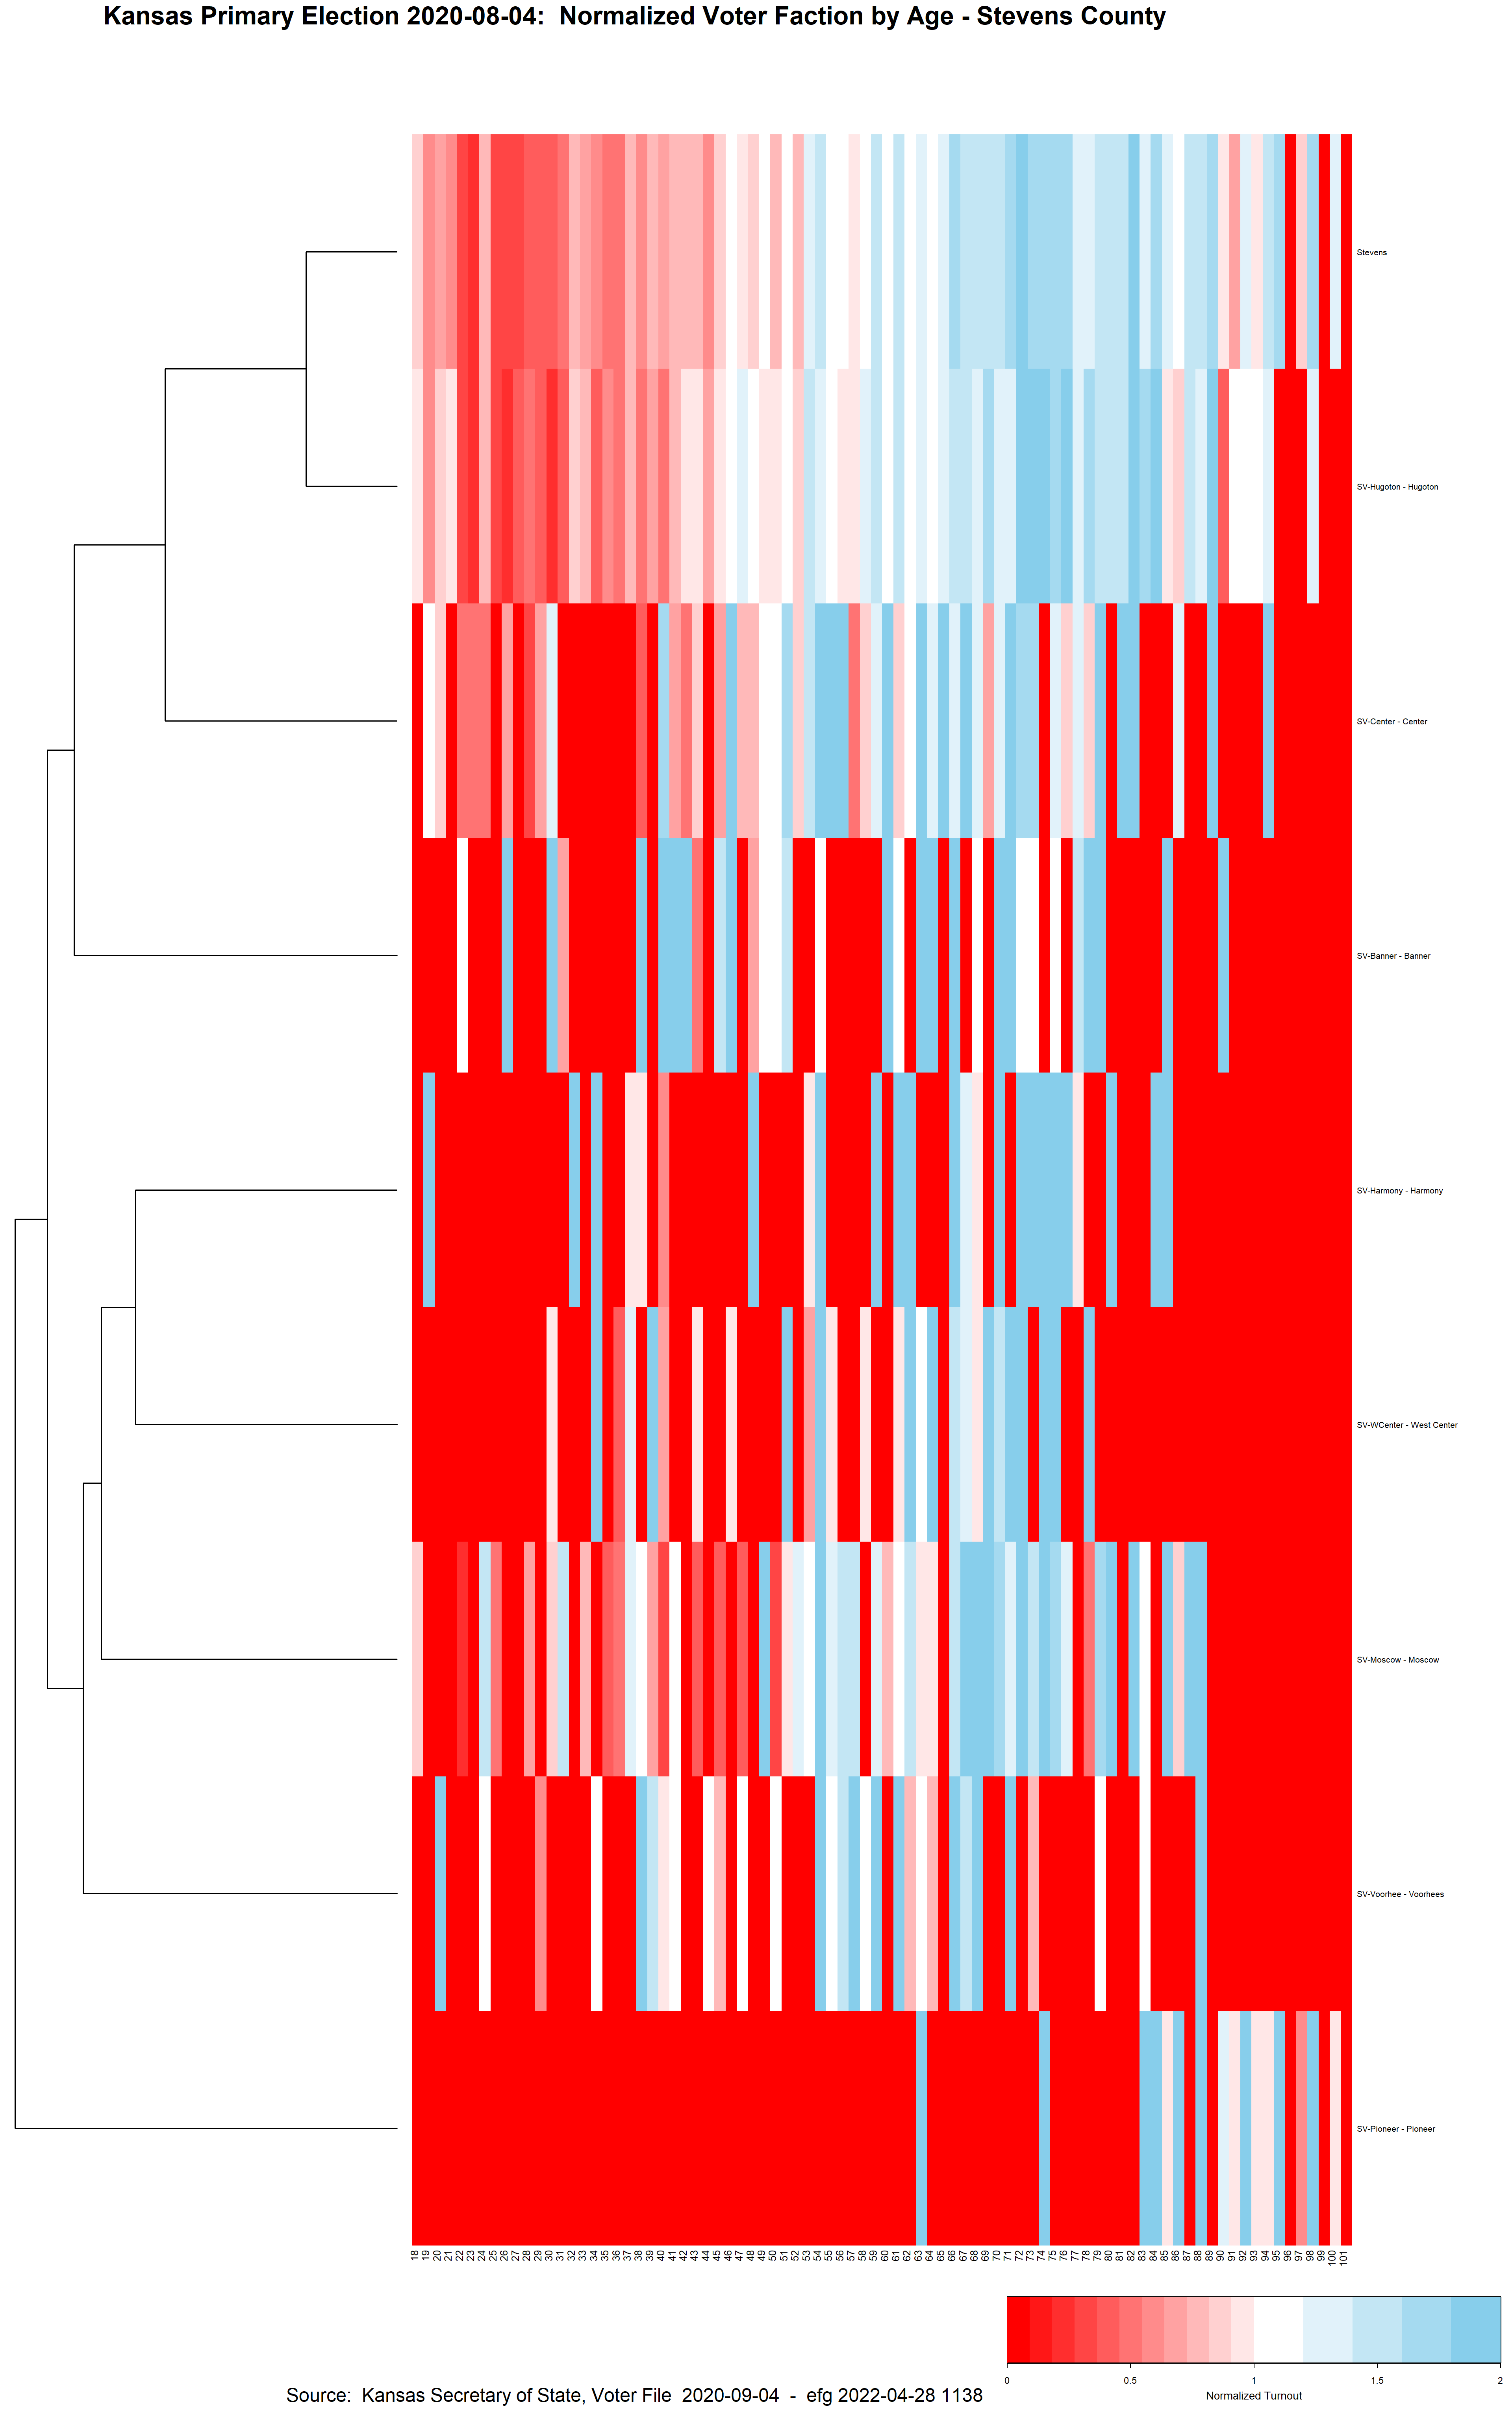 Kansas Primary Election 2020-08-04:  Normalized Voter Faction by Age - Stevens County
Stevens
SV-Hugoton - Hugoton
SV-Center - Center
SV-Banner - Banner
SV-Harmony - Harmony
SV-WCenter - West Center
SV-Moscow - Moscow
SV-Voorhee - Voorhees
SV-Pioneer - Pioneer
18 19 20 21 22 23 24 25 26 27 28 29 30 31 32 33 34 35 36 37 38 39 40 41 42 43 44 45 46 47 48 49 50 51 52 53 54 55 56 57 58 59 60 61 62 63 64 65 66 67 68 69 70 71 72 73 74 75 76 77 78 79 80 81 82 83 84 85 86 87 88 89 90 91 92 93 94 95 96 97 98 99 100 101
0 0.5 1 1.5 2
Normalized Turnout
Source:  Kansas Secretary of State, Voter File  2020-09-04  -  efg 2022-04-28 1138